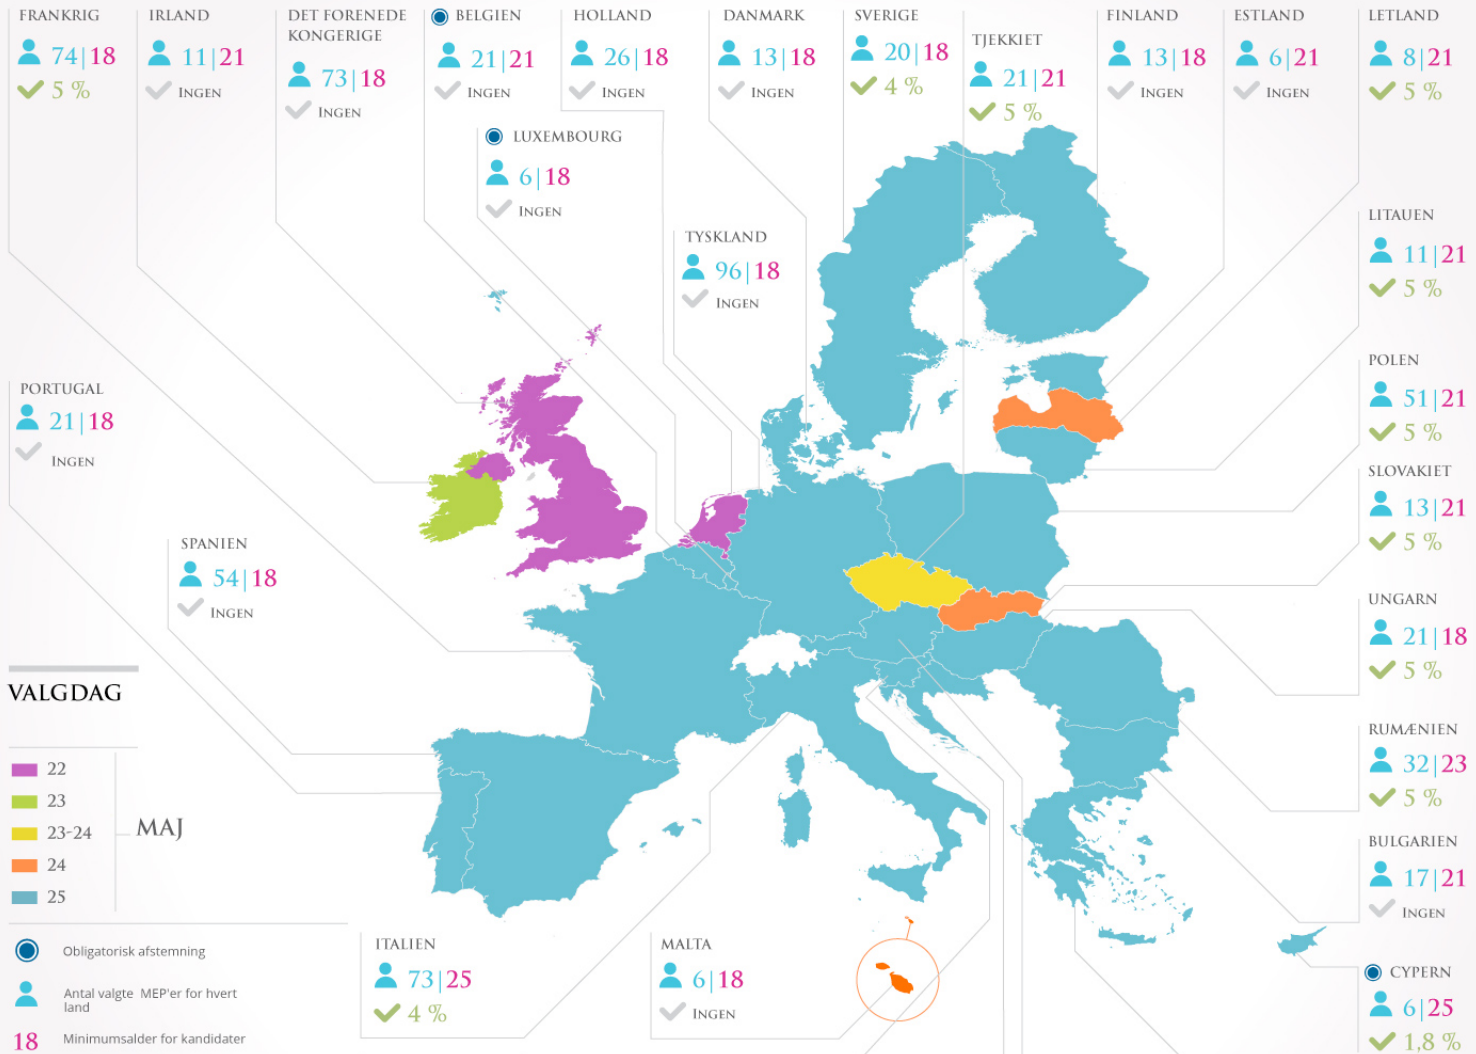 FRANKRIG
74|18
5 %
IRLAND
11|21
INGEN
DET FORENEDE
KONGERIGE
73|18
INGEN
BELGIEN
21|21
INGEN
HOLLAND
26|18
INGEN
DANMARK
13|18
INGEN
SVERIGE
20|18
4 %
TJEKKIET
21|21
5 %
FINLAND
13|18
INGEN
ESTLAND
6|21
INGEN
LETLAND
8|21
5 %
LUXEMBOURG
6|18
INGEN
TYSKLAND
96|18
INGEN
LITAUEN
11|21
5 %
PORTUGAL
21|18
INGEN
POLEN
51|21
5 %
SLOVAKIET
13|21
5 %
SPANIEN
54|18
INGEN
UNGARN
21|18
5 %
RUMÆNIEN
32|23
5 %
BULGARIEN
17|21
INGEN
CYPERN
6|25
1,8 %
ITALIEN
73|25
4 %
MALTA
6|18
INGEN
VALGDAG
22
23
23-24
24
25
MAJ
Obligatorisk afstemning
Antal valgte MEP'er for hvert
land
18 Minimumsalder for kandidater